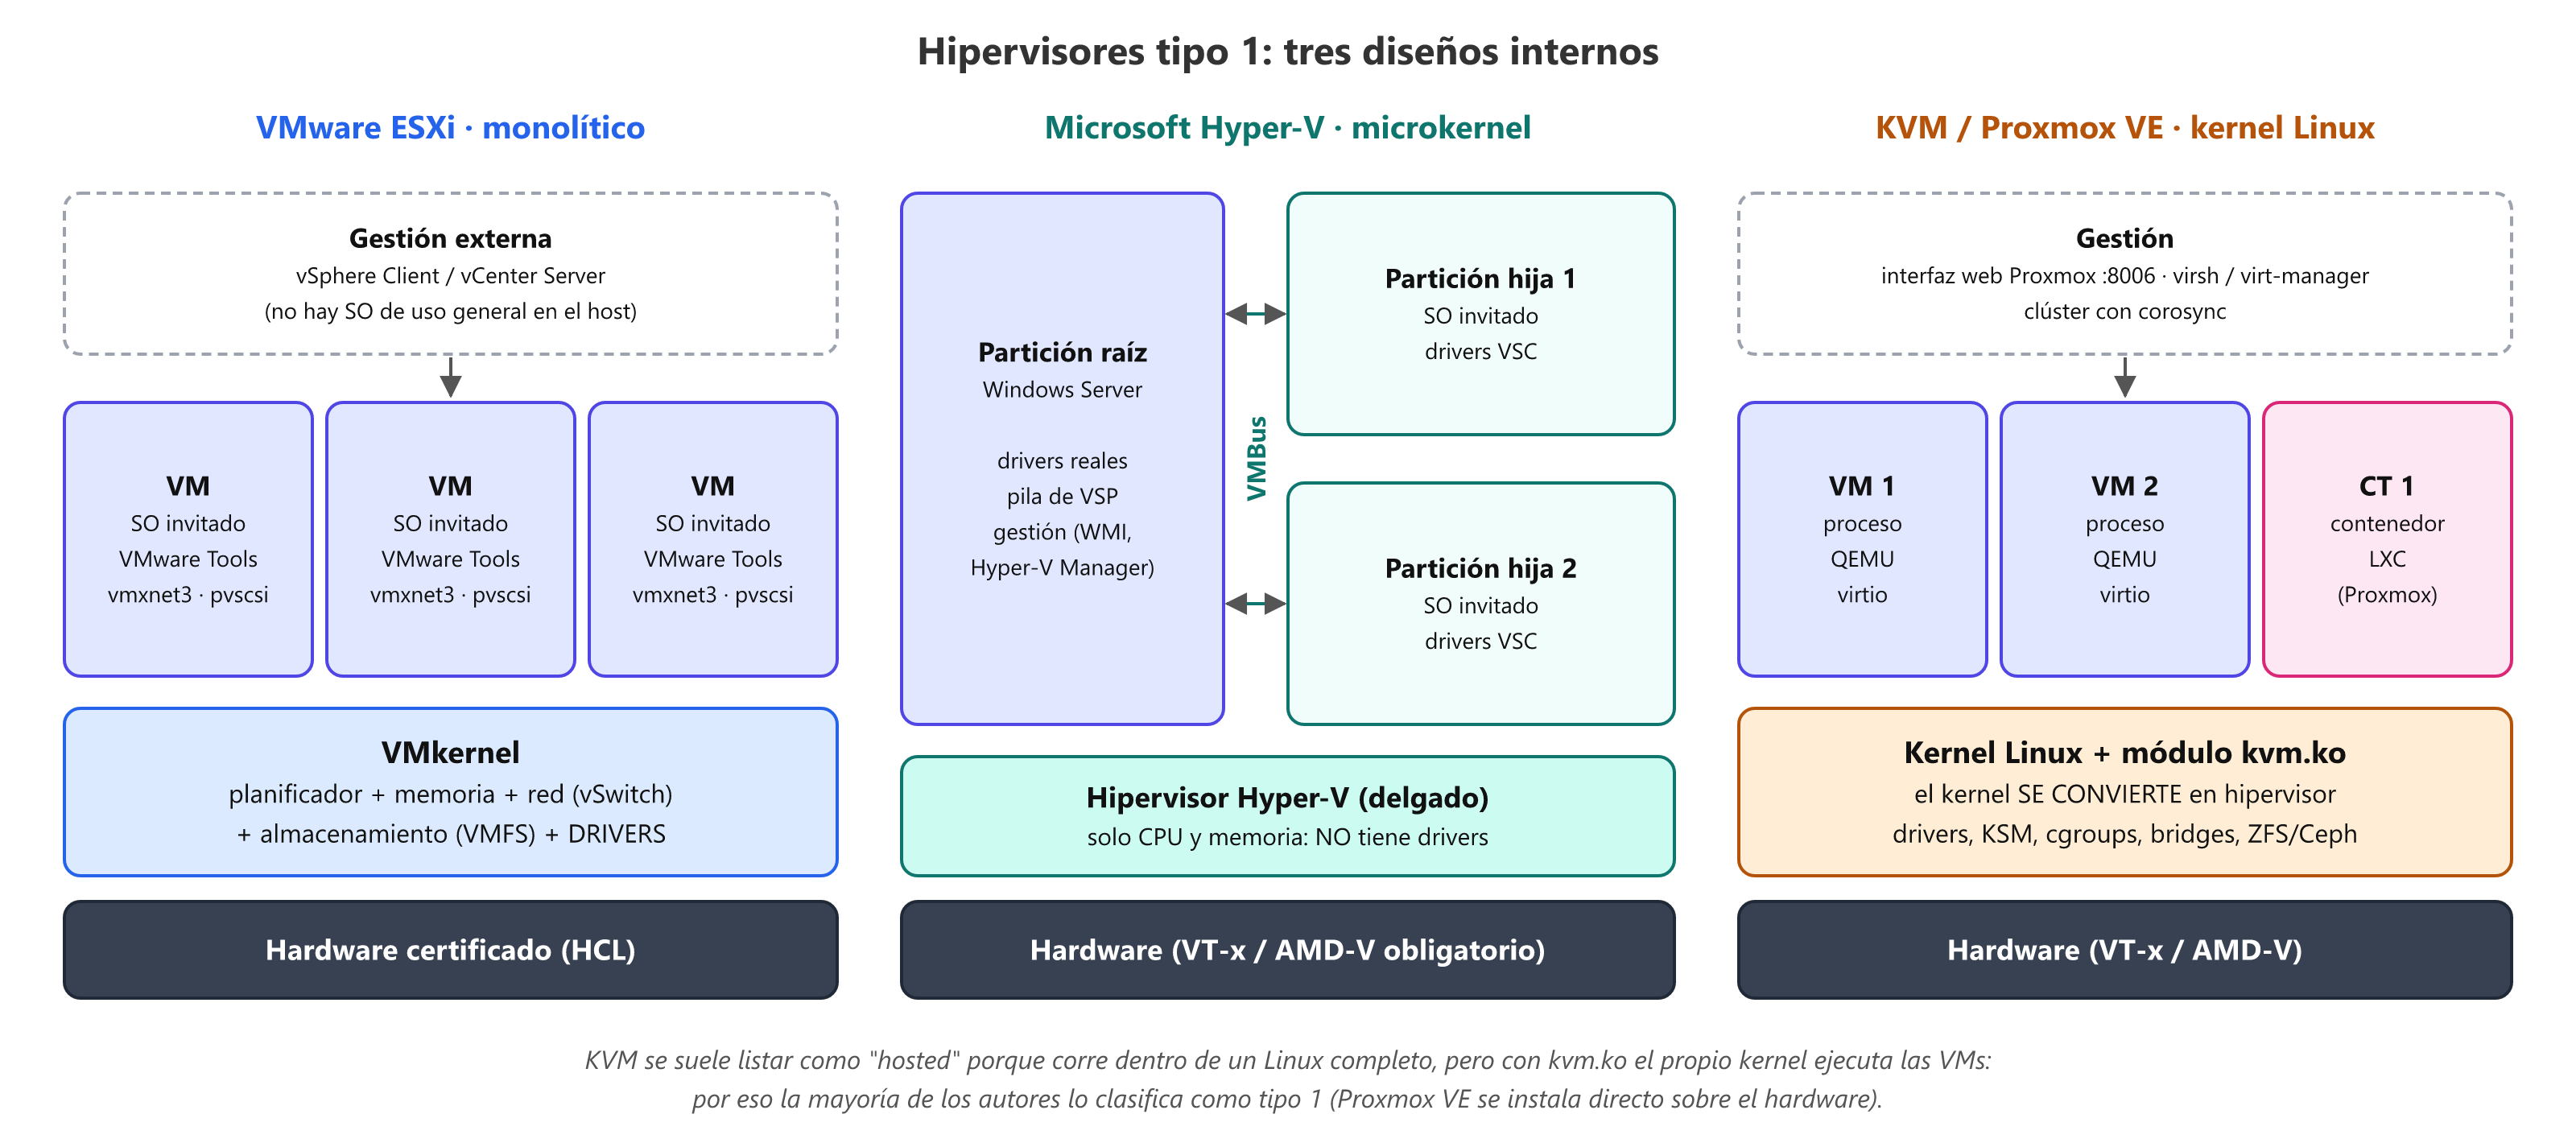 Hipervisores tipo 1: tres diseños internos
VMware ESXi · monolítico
Gestión externa
vSphere Client / vCenter Server
(no hay SO de uso general en el host)
VM
SO invitado
VMware Tools
vmxnet3 · pvscsi
VM
SO invitado
VMware Tools
vmxnet3 · pvscsi
VM
SO invitado
VMware Tools
vmxnet3 · pvscsi
VMkernel
planificador + memoria + red (vSwitch)
+ almacenamiento (VMFS) + DRIVERS
Hardware certificado (HCL)
Microsoft Hyper-V · microkernel
Partición raíz
Windows Server
drivers reales
pila de VSP
gestión (WMI,
Hyper-V Manager)
VMBus
Partición hija 1
SO invitado
drivers VSC
Partición hija 2
SO invitado
drivers VSC
Hipervisor Hyper-V (delgado)
solo CPU y memoria: NO tiene drivers
Hardware (VT-x / AMD-V obligatorio)
KVM / Proxmox VE · kernel Linux
Gestión
interfaz web Proxmox :8006 · virsh / virt-manager
clúster con corosync
VM 1
proceso
QEMU
virtio
VM 2
proceso
QEMU
virtio
CT 1
contenedor
LXC
(Proxmox)
Kernel Linux + módulo kvm.ko
el kernel SE CONVIERTE en hipervisor
drivers, KSM, cgroups, bridges, ZFS/Ceph
Hardware (VT-x / AMD-V)
KVM se suele listar como "hosted" porque corre dentro de un Linux completo, pero con kvm.ko el propio kernel ejecuta las VMs:
por eso la mayoría de los autores lo clasifica como tipo 1 (Proxmox VE se instala directo sobre el hardware).